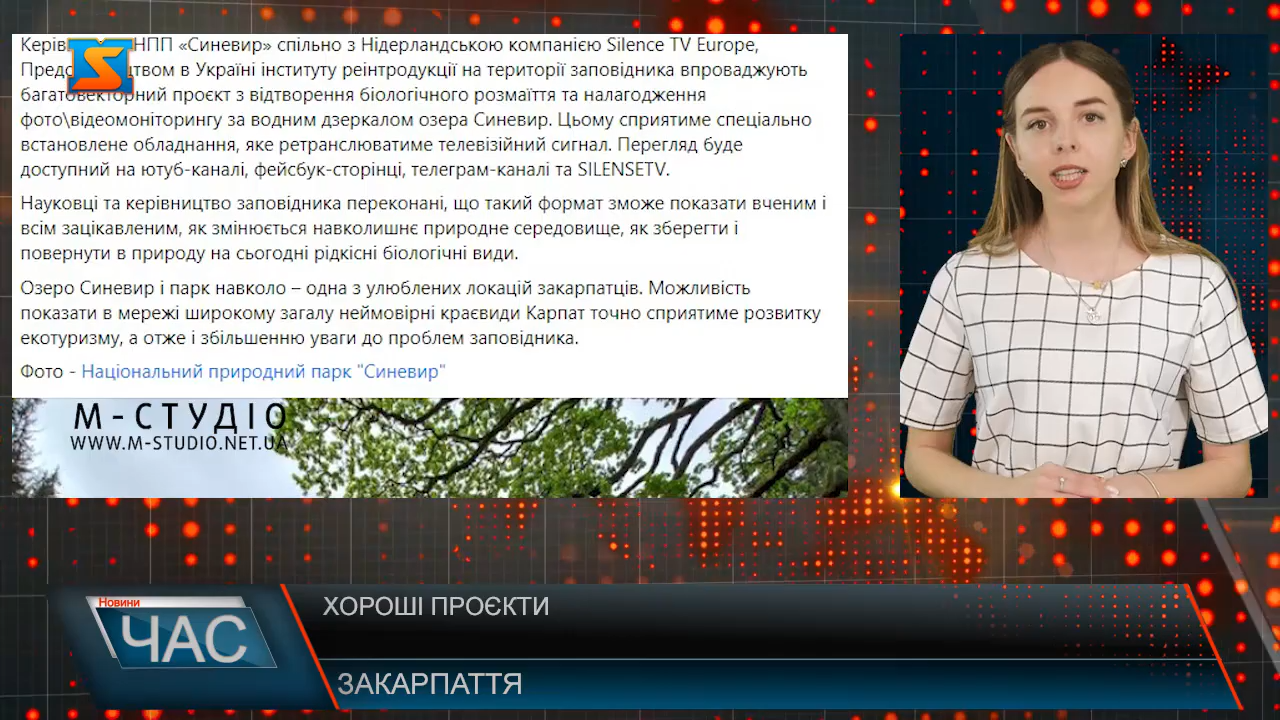 Керів НПП «Синевир» спільно з Нідерландською компанією Silence TV Europe,
Предс цтвом в Україні інституту реінтродукції на території заповідника впроваджують
багатовекторний проєкт з відтворення біологічного розмаїття та налагодження
фото\відеомоніторингу за водним дзеркалом озера Синевир. Цьому сприятиме спеціально
встановлене обладнання, яке ретранслюватиме телевізійний сигнал. Перегляд буде
доступний на ютуб-каналі, фейсбук-сторінці, телеграм-каналі та SILENSETV.
Науковці та керівництво заповідника переконані, що такий формат зможе показати вченим і
всім зацікавленим, як змінюється навколишнє природне середовище, як зберегти і
повернути в природу на сьогодні рідкісні біологічні види.
Озеро Синевир і парк навколо – одна з улюблених локацій закарпатців. Можливість
показати в мережі широкому загалу неймовірні краєвиди Карпат точно сприятиме розвитку
екотуризму, а отже і збільшенню уваги до проблем заповідника.
Фото - Національний природний парк "Синевир"
М-СТУДІО
WWW.M-STUDIO.NET.UA
Новини
ЧАС
ХОРОШІ ПРОЄКТИ
ЗАКАРПАТТЯ